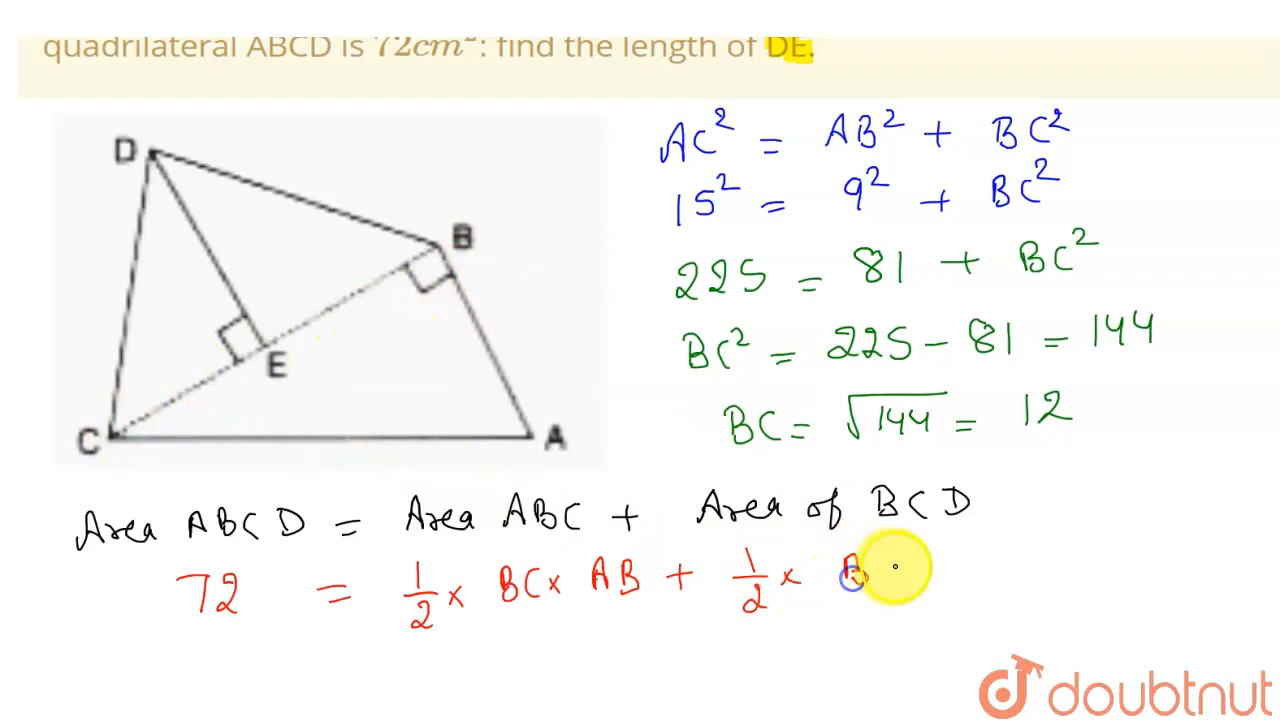 quadrilateral ABCD is 72cm²: find the length of DE.
D
B
E
C
A
AC² = AB² + BC²
15² = 9² + BC²
225 = 81 + BC²
BC² = 225 - 81 = 144
BC = √144 = 12
Area ABCD = Area ABC + Area of BCD
72 = 1/2 × BC × AB + 1/2 × B
doubtnut